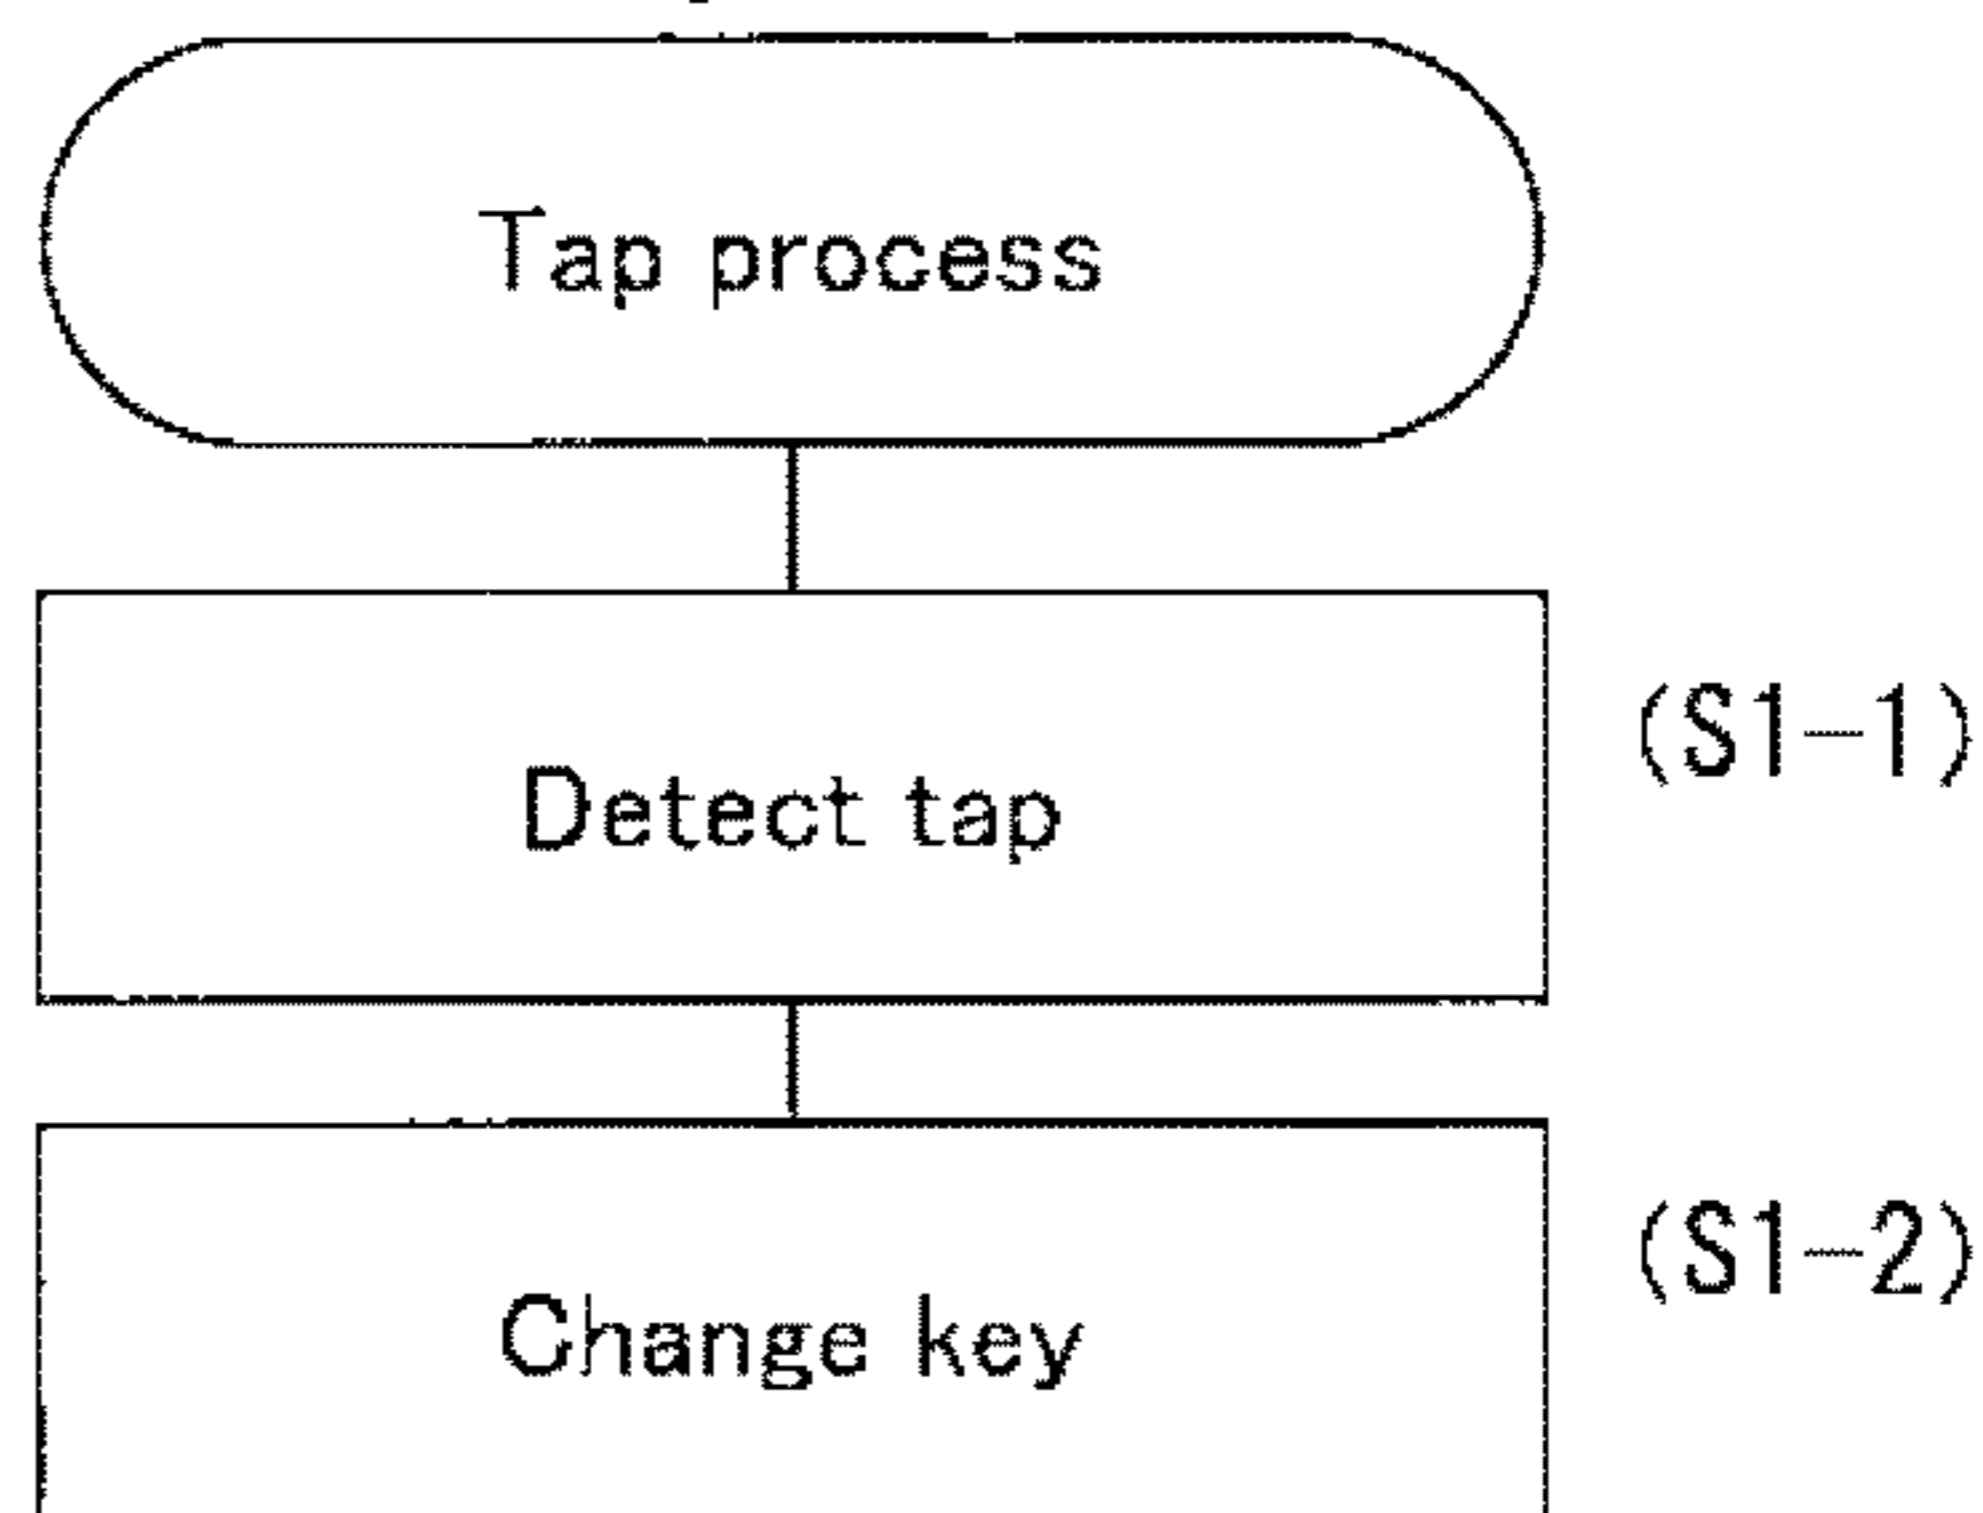 Tap process
(S1-1)
Detect tap
(S1-2)
Change key